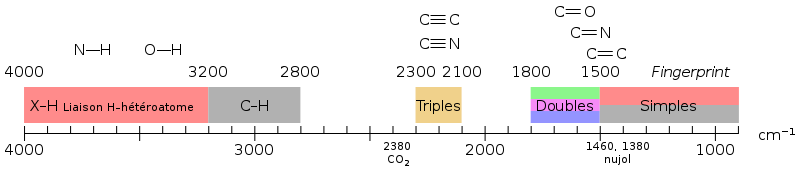 C≡C
C=O
C=N
C≡N
C=C
N—H O—H
4000 3200 2800 2300 2100 1800 1500 Fingerprint
X–H Liaison H-hétéroatome C–H Triples Doubles Simples
4000 3000 2380 2000 1460, 1380 1000 cm⁻¹
CO₂ nujol